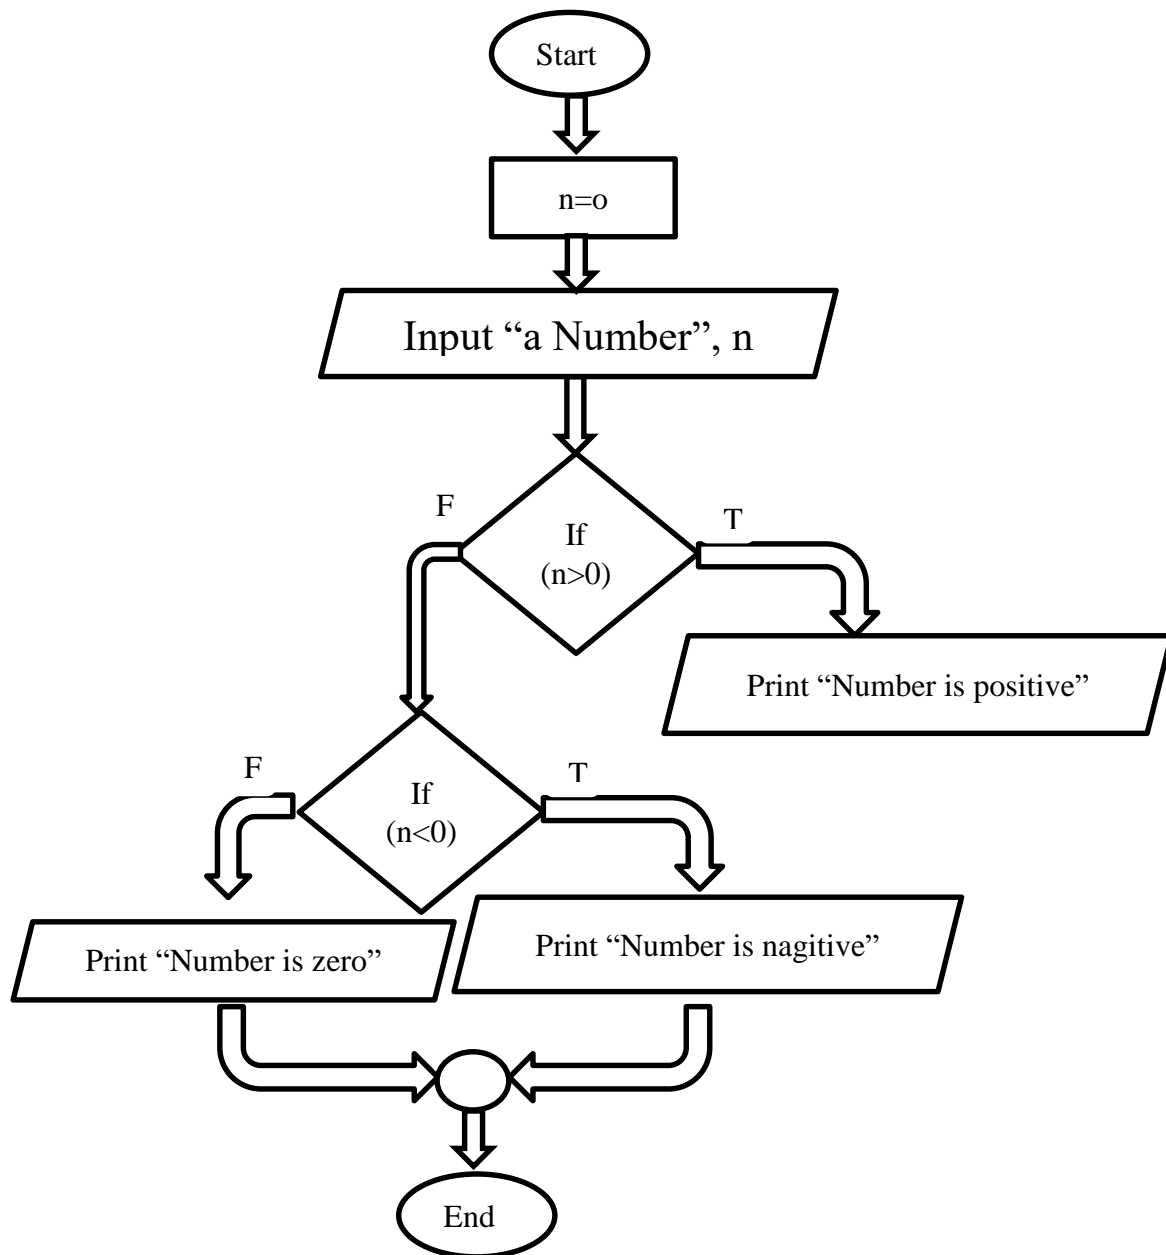 Start
n=o
Input “a Number”, n
F
T
If
(n>0)
Print “Number is positive”
F
T
If
(n<0)
Print “Number is zero”
Print “Number is nagitive”
End